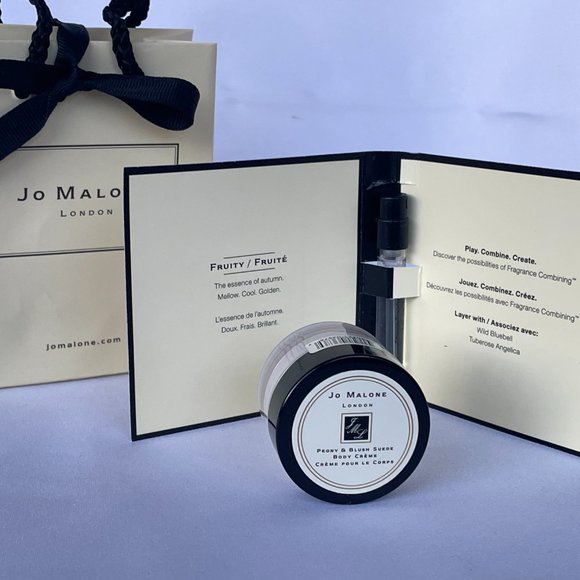 JO MALO
LONDON
jomalone.com
FRUITY / FRUITÉ
The essence of autumn.
Mellow. Cool. Golden.
L'essence de l'automne.
Doux. Frais. Brillant.
Play. Combine. Create.
Discover the possibilities of Fragrance Combining™
Jouez. Combinez. Créez.
Découvrez les possibilités avec Fragrance Combining™
Layer with / Associez avec:
Wild Bluebell
Tuberose Angelica
JO MALONE
LONDON
JML
PEONY & BLUSH SUEDE
BODY CRÈME
CRÈME POUR LE CORPS